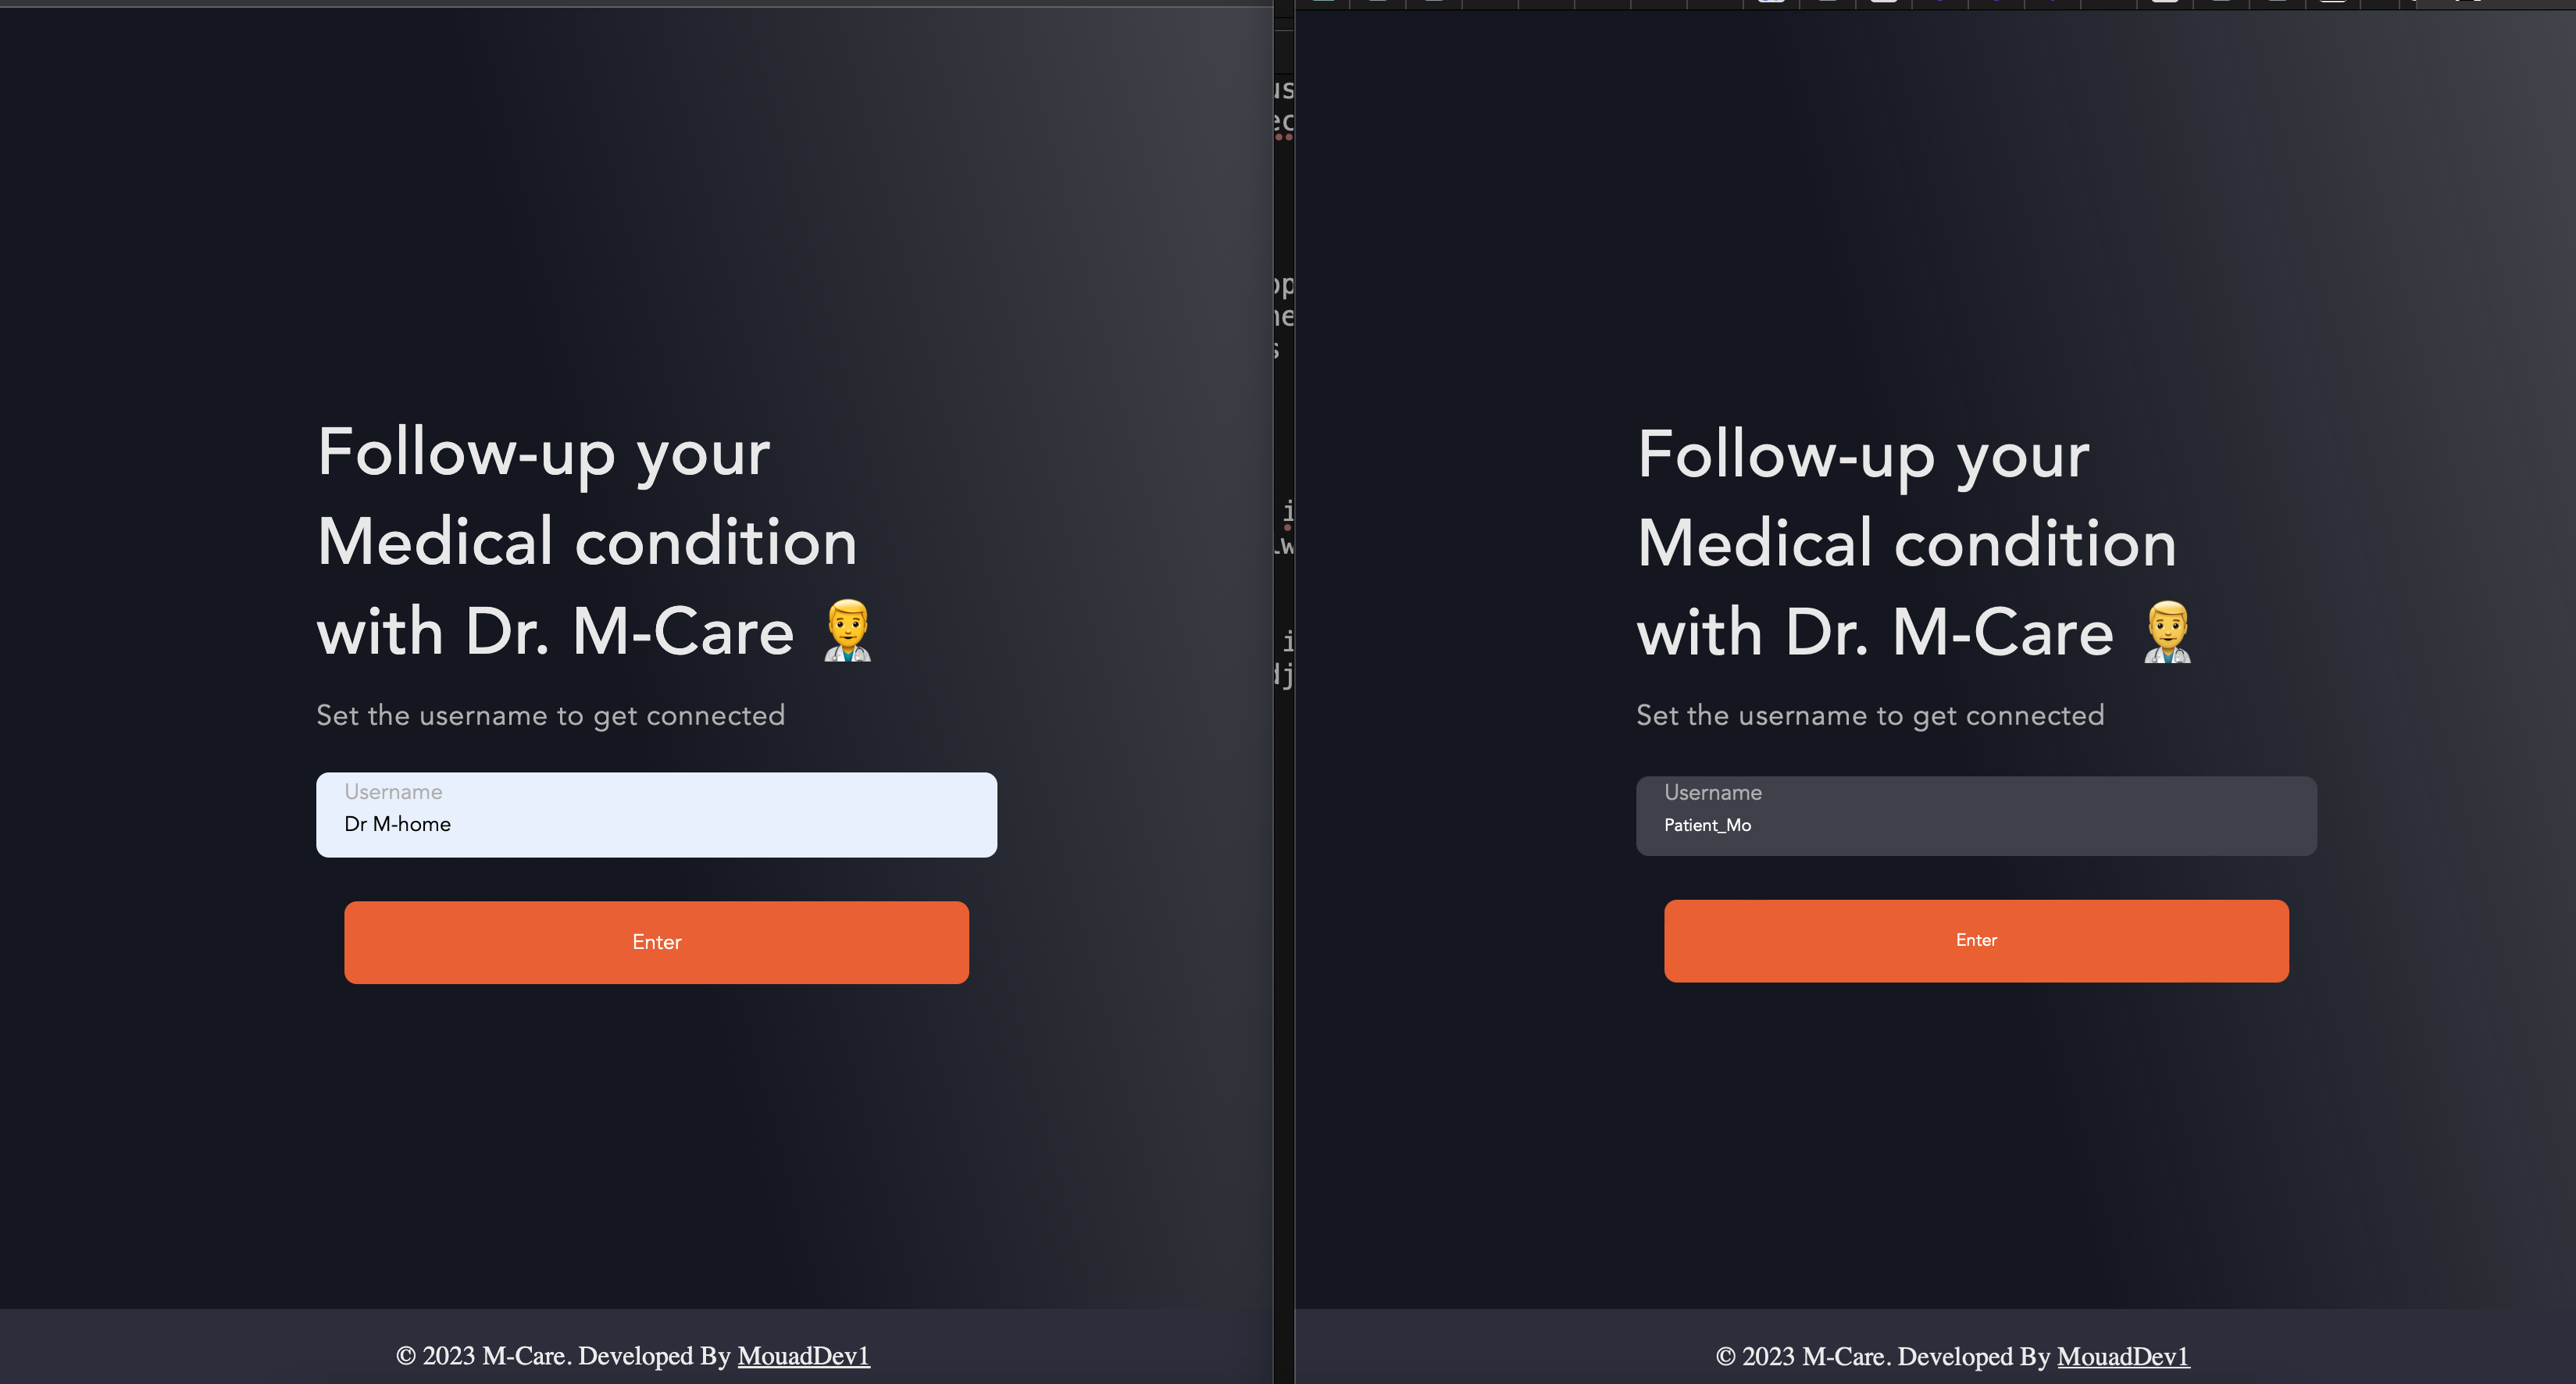 Follow-up your
Medical condition
with Dr. M-Care 👨‍⚕️
Set the username to get connected
Username
Dr M-home
Enter
© 2023 M-Care. Developed By MouadDev1
Follow-up your
Medical condition
with Dr. M-Care 👨‍⚕️
Set the username to get connected
Username
Patient_Mo
Enter
© 2023 M-Care. Developed By MouadDev1